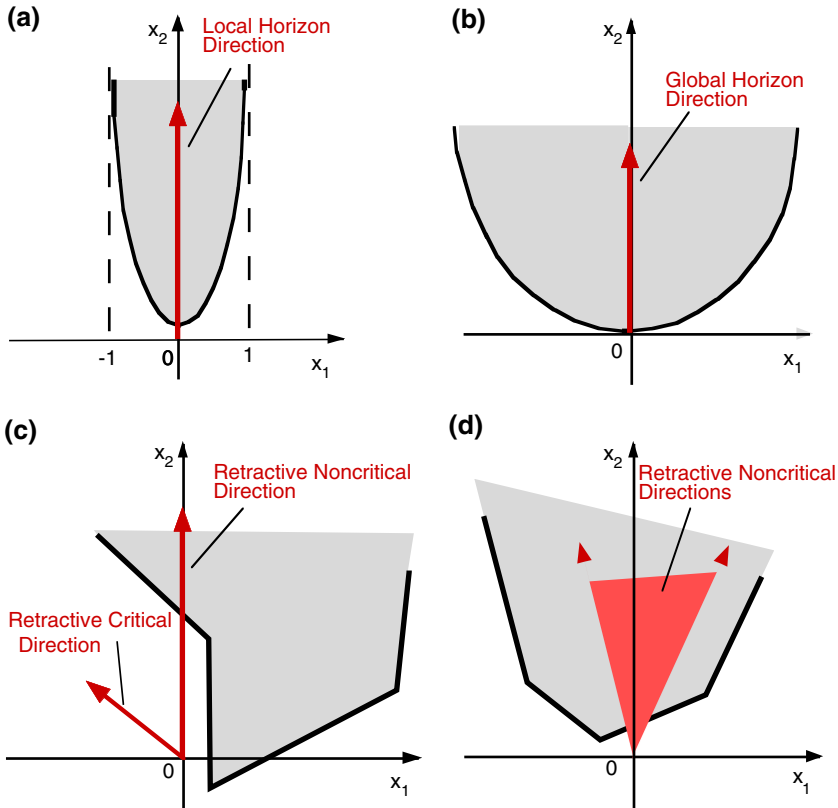 (a)
x2
Local Horizon
Direction
-1
0
1
x1
(b)
x2
Global Horizon
Direction
0
x1
(c)
x2
Retractive Noncritical
Direction
Retractive Critical
Direction
0
x1
(d)
x2
Retractive Noncritical
Directions
0
x1